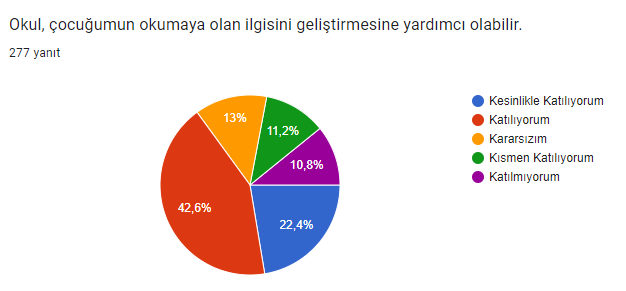 Okul, çocuğumun okumaya olan ilgisini geliştirmesine yardımcı olabilir.
277 yanıt
Kesinlikle Katılıyorum
Katılıyorum
Kararsızım
Kısmen Katılıyorum
Katılmıyorum
13%
11,2%
10,8%
42,6%
22,4%